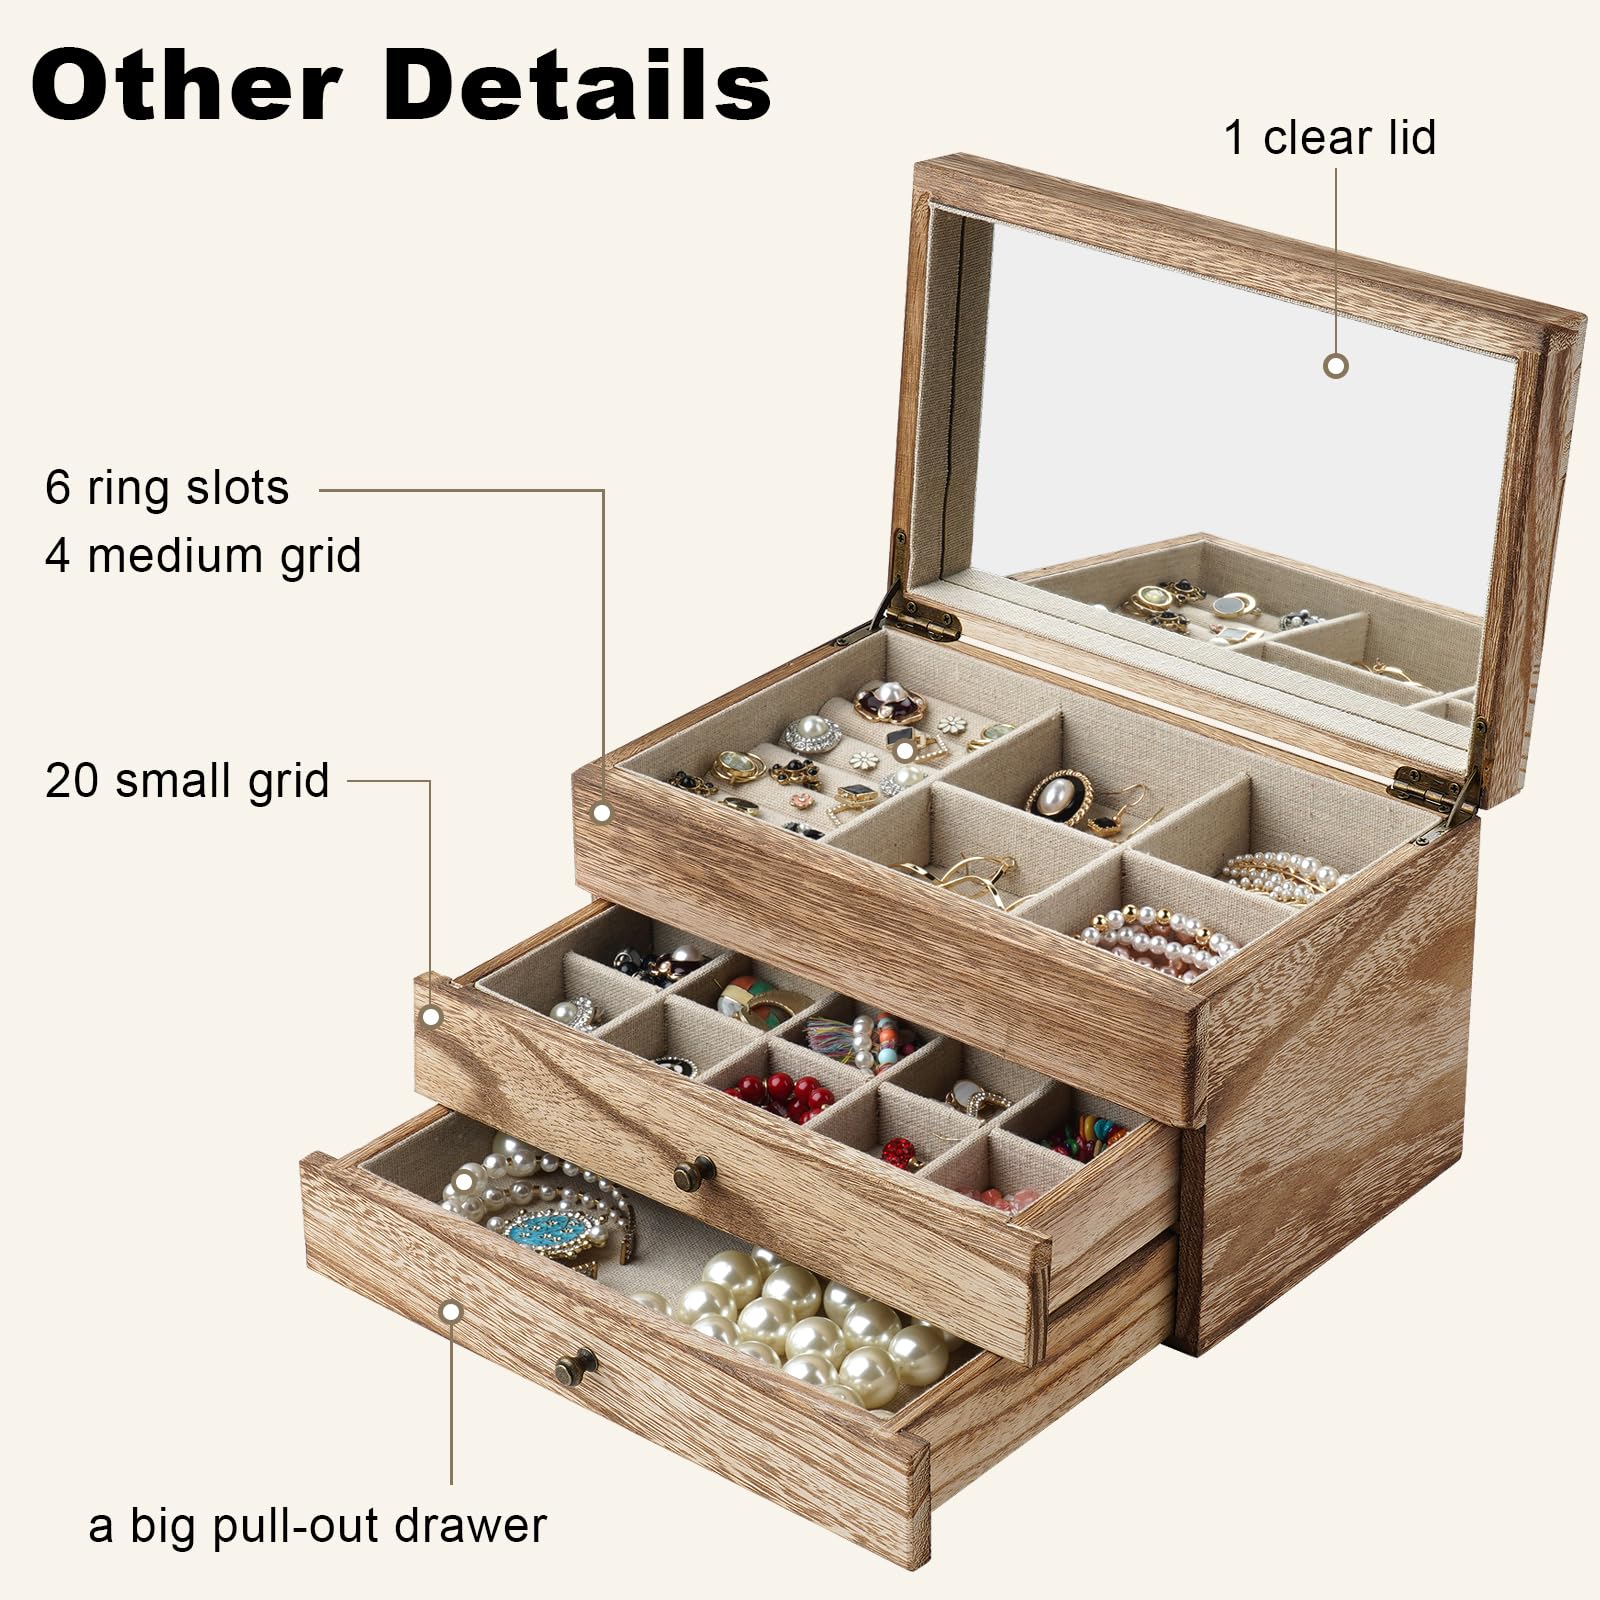 Other Details
1 clear lid
6 ring slots
4 medium grid
20 small grid
a big pull-out drawer